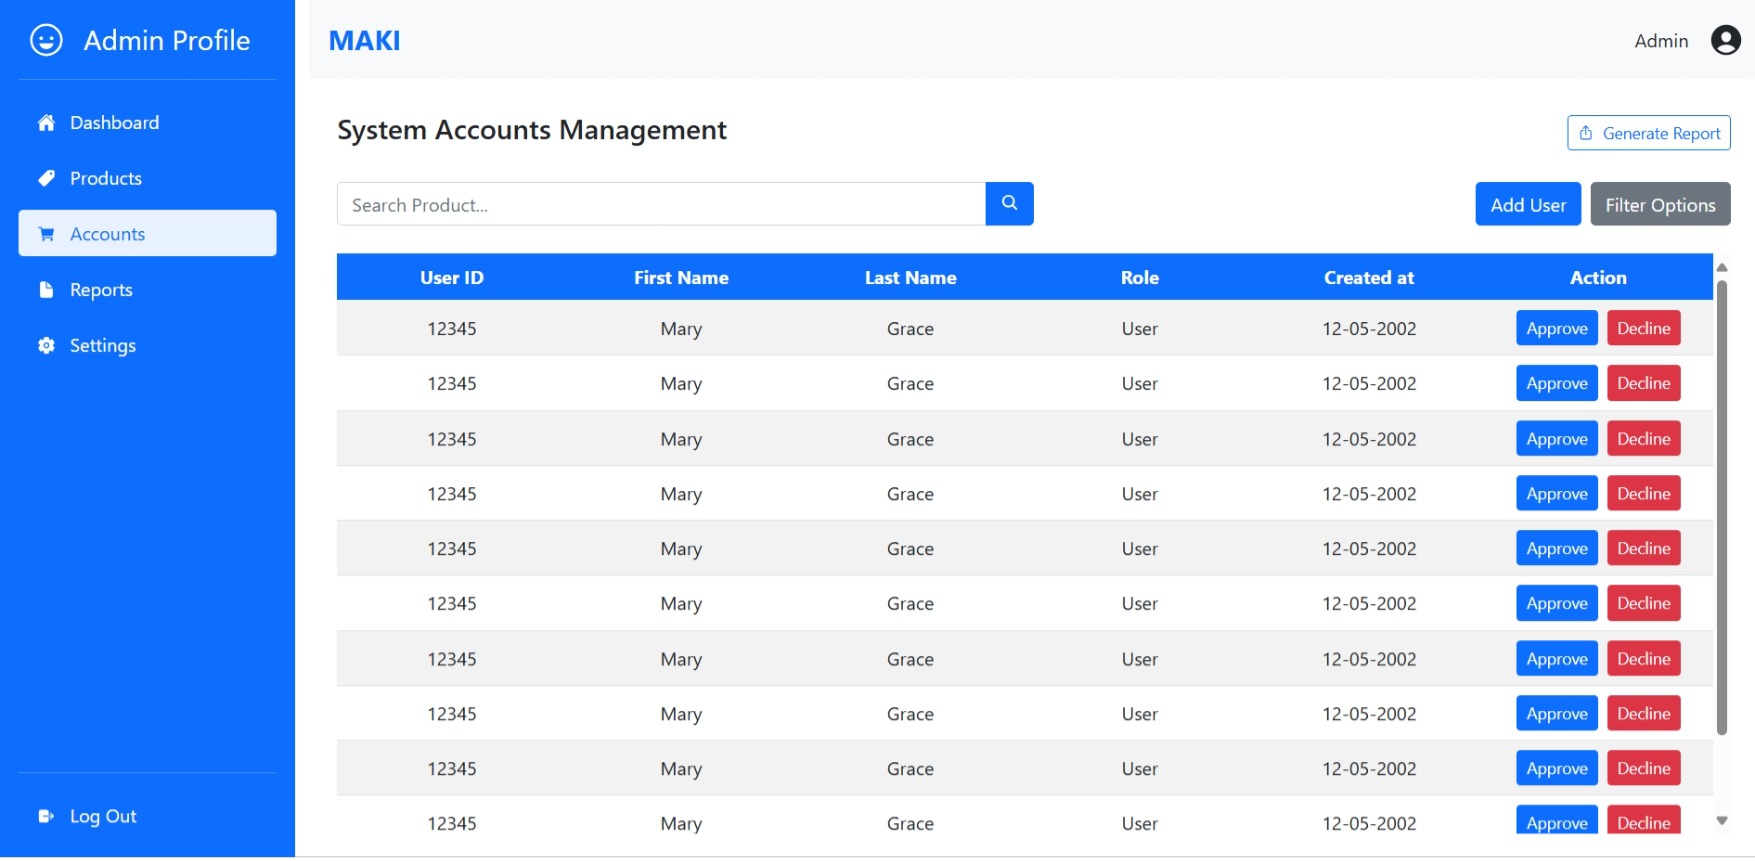 Admin Profile
MAKI
Admin
Dashboard
Products
Accounts
Reports
Settings
Log Out
System Accounts Management
Generate Report
Search Product...
Add User
Filter Options
User ID First Name Last Name Role Created at Action
12345 Mary Grace User 12-05-2002 Approve Decline
12345 Mary Grace User 12-05-2002 Approve Decline
12345 Mary Grace User 12-05-2002 Approve Decline
12345 Mary Grace User 12-05-2002 Approve Decline
12345 Mary Grace User 12-05-2002 Approve Decline
12345 Mary Grace User 12-05-2002 Approve Decline
12345 Mary Grace User 12-05-2002 Approve Decline
12345 Mary Grace User 12-05-2002 Approve Decline
12345 Mary Grace User 12-05-2002 Approve Decline
12345 Mary Grace User 12-05-2002 Approve Decline